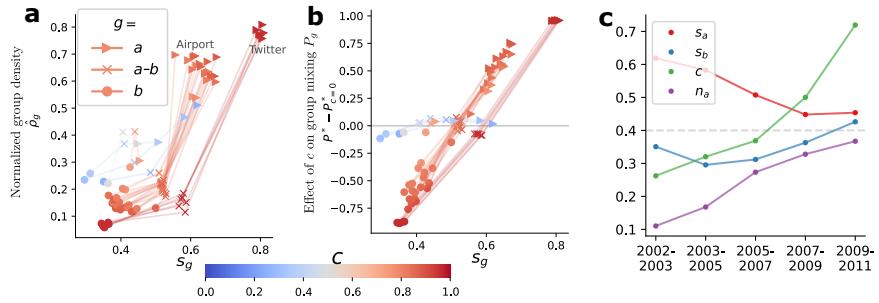 a
Normalized group density
ρ̂g
0.8
0.7
0.6
0.5
0.4
0.3
0.2
0.1
g =
a
a–b
b
Airport
Twitter
0.4
0.6
0.8
sg
b
Effect of c on group mixing Pg
P* − P*c=0
1.00
0.75
0.50
0.25
0.00
−0.25
−0.50
−0.75
0.4
0.6
0.8
sg
C
0.0
0.2
0.4
0.6
0.8
1.0
c
0.7
0.6
0.5
0.4
0.3
0.2
0.1
sa
sb
c
na
2002-
2003
2003-
2005
2005-
2007
2007-
2009
2009-
2011